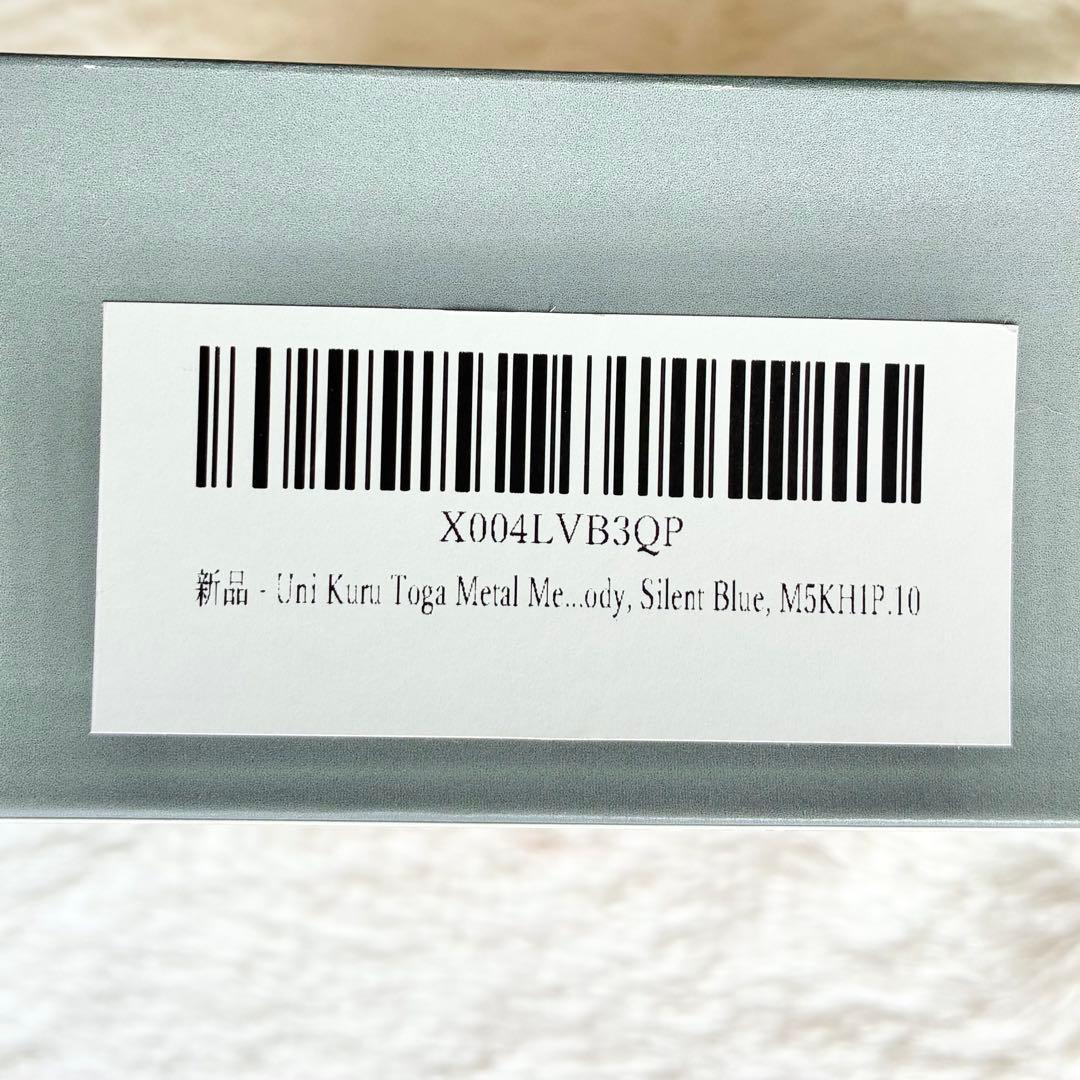 X004LVB3QP
新品 - Uni Kuru Toga Metal Me...ody, Silent Blue, M5KH1P.10